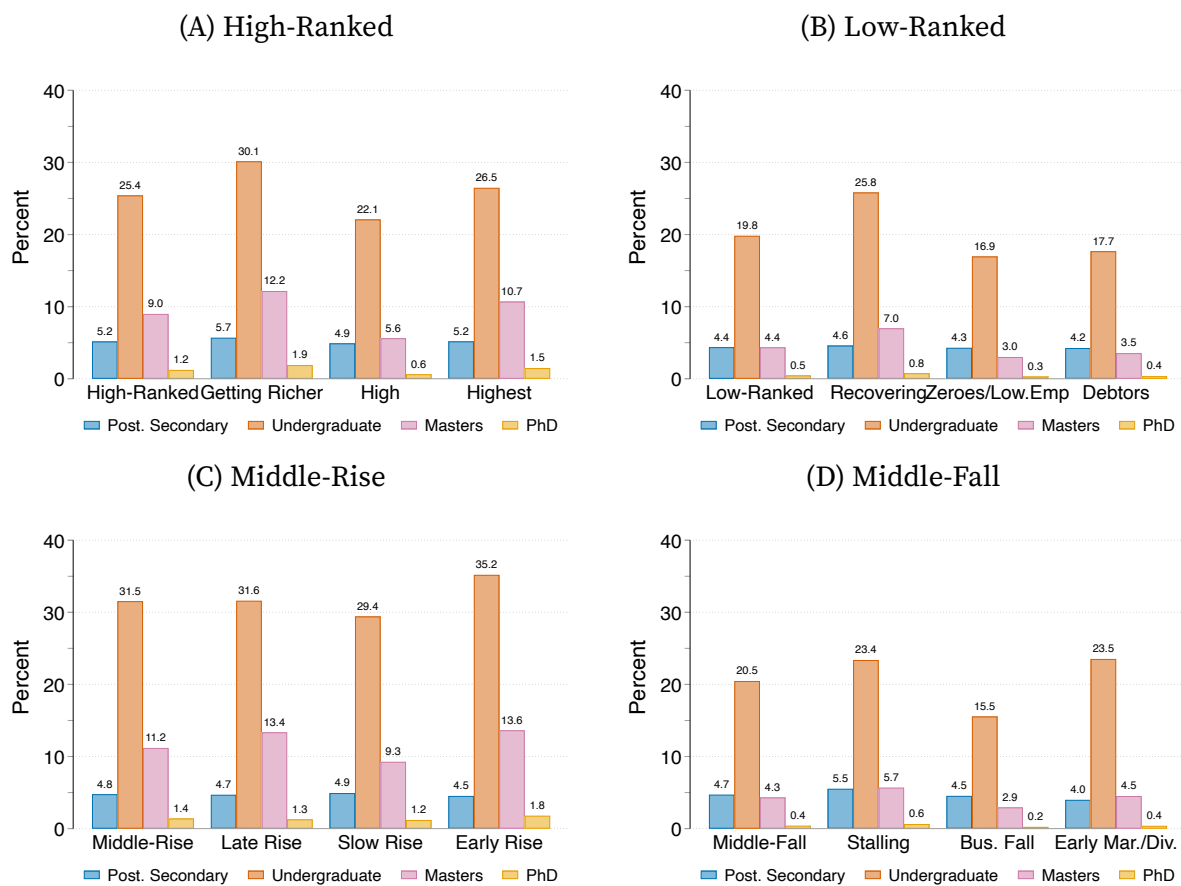 (A) High-Ranked
40
30
20
10
0
Percent
5.2 25.4 9.0 1.2
5.7 30.1 12.2 1.9
4.9 22.1 5.6 0.6
5.2 26.5 10.7 1.5
High-Ranked Getting Richer High Highest
Post. Secondary Undergraduate Masters PhD
(B) Low-Ranked
40
30
20
10
0
Percent
4.4 19.8 4.4 0.5
4.6 25.8 7.0 0.8
4.3 16.9 3.0 0.3
4.2 17.7 3.5 0.4
Low-Ranked Recovering Zeroes/Low.Emp Debtors
Post. Secondary Undergraduate Masters PhD
(C) Middle-Rise
40
30
20
10
0
Percent
4.8 31.5 11.2 1.4
4.7 31.6 13.4 1.3
4.9 29.4 9.3 1.2
4.5 35.2 13.6 1.8
Middle-Rise Late Rise Slow Rise Early Rise
Post. Secondary Undergraduate Masters PhD
(D) Middle-Fall
40
30
20
10
0
Percent
4.7 20.5 4.3 0.4
5.5 23.4 5.7 0.6
4.5 15.5 2.9 0.2
4.0 23.5 4.5 0.4
Middle-Fall Stalling Bus. Fall Early Mar./Div.
Post. Secondary Undergraduate Masters PhD